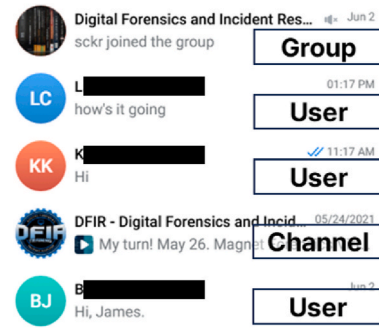 Digital Forensics and Incident Res... Jun 2
sckr joined the group
Group
L 01:17 PM
LC
how's it going
User
K 11:17 AM
KK
Hi
User
DFIR - Digital Forensics and Incid... 05/24/2021
DFIR
My turn! May 26. Magnet
Channel
B Jun 2
BJ
Hi, James.
User